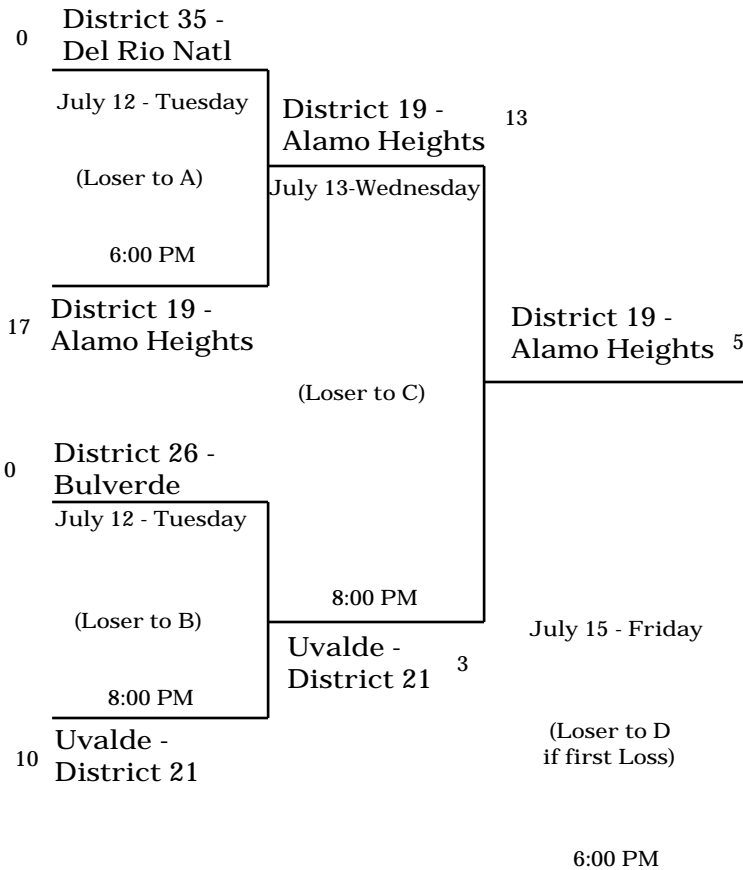 0
District 35 -
Del Rio Natl
July 12 - Tuesday
(Loser to A)
6:00 PM
17
District 19 -
Alamo Heights
District 19 -
Alamo Heights
13
July 13-Wednesday
(Loser to C)
8:00 PM
Uvalde -
District 21
3
0
District 26 -
Bulverde
July 12 - Tuesday
(Loser to B)
8:00 PM
10
Uvalde -
District 21
District 19 -
Alamo Heights
5
July 15 - Friday
(Loser to D
if first Loss)
6:00 PM